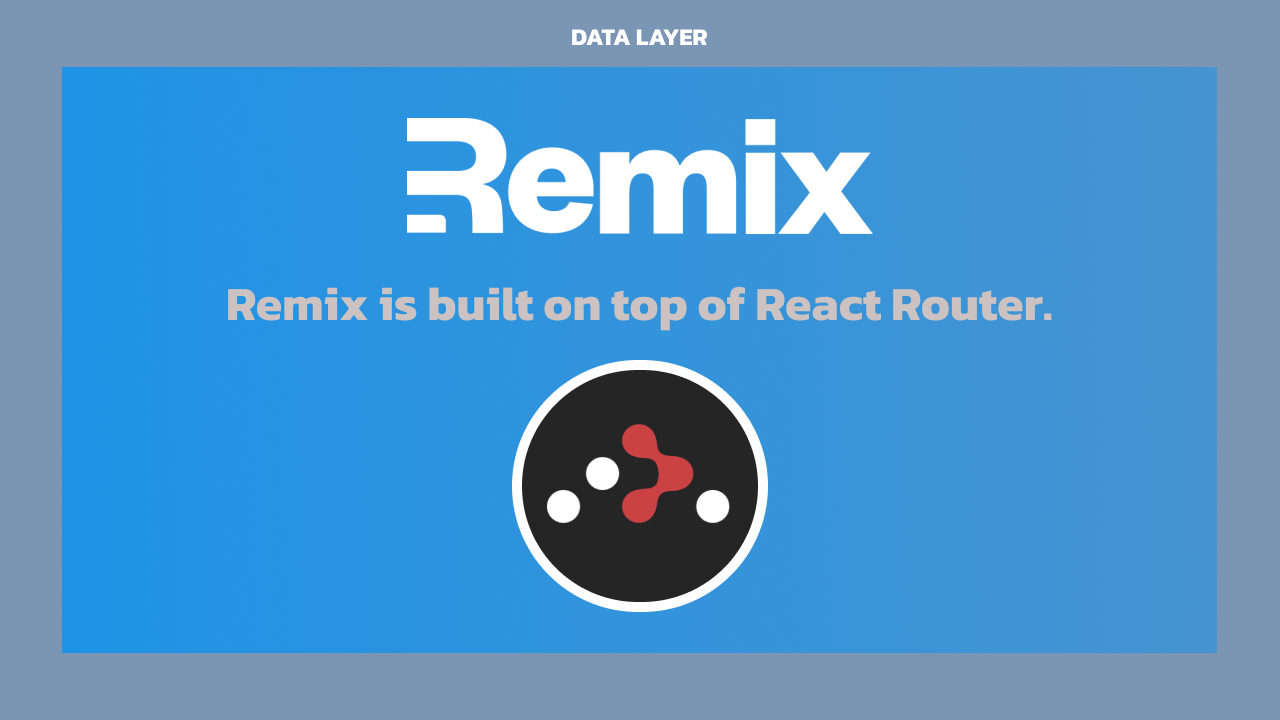 DATA LAYER
Remix
Remix is built on top of React Router.